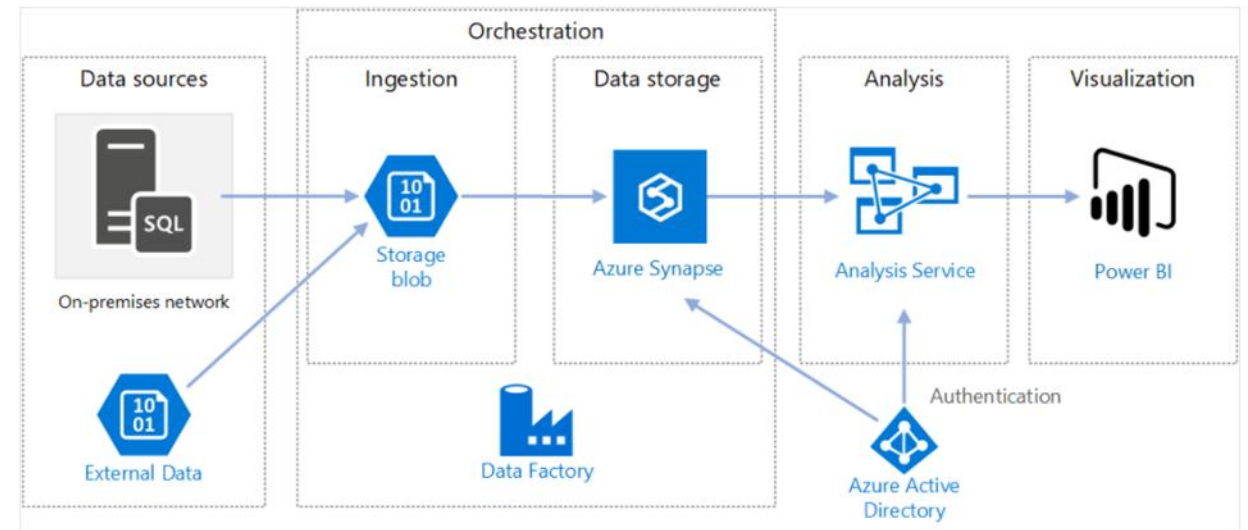 Orchestration
Data sources
Ingestion
Data storage
Analysis
Visualization
SQL
On-premises network
10
01
External Data
10
01
Storage
blob
Azure Synapse
Analysis Service
Power BI
Data Factory
Authentication
Azure Active
Directory